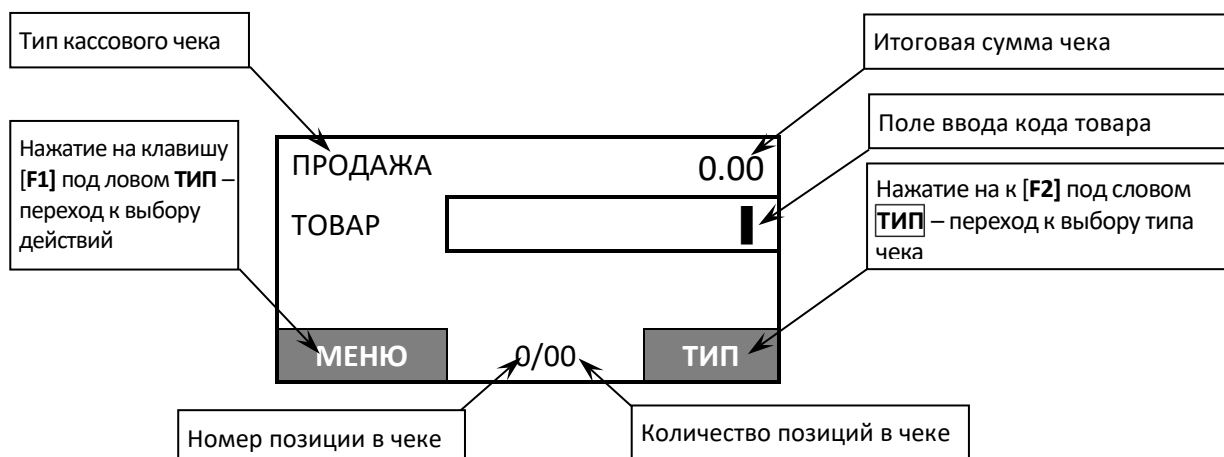 Тип кассового чека
Итоговая сумма чека
Поле ввода кода товара
Нажатие на клавишу
[F1] под ловом ТИП –
переход к выбору
действий
ПРОДАЖА 0.00
ТОВАР
Нажатие на к [F2] под словом
ТИП – переход к выбору типа
чека
МЕНЮ 0/00 ТИП
Номер позиции в чеке
Количество позиций в чеке